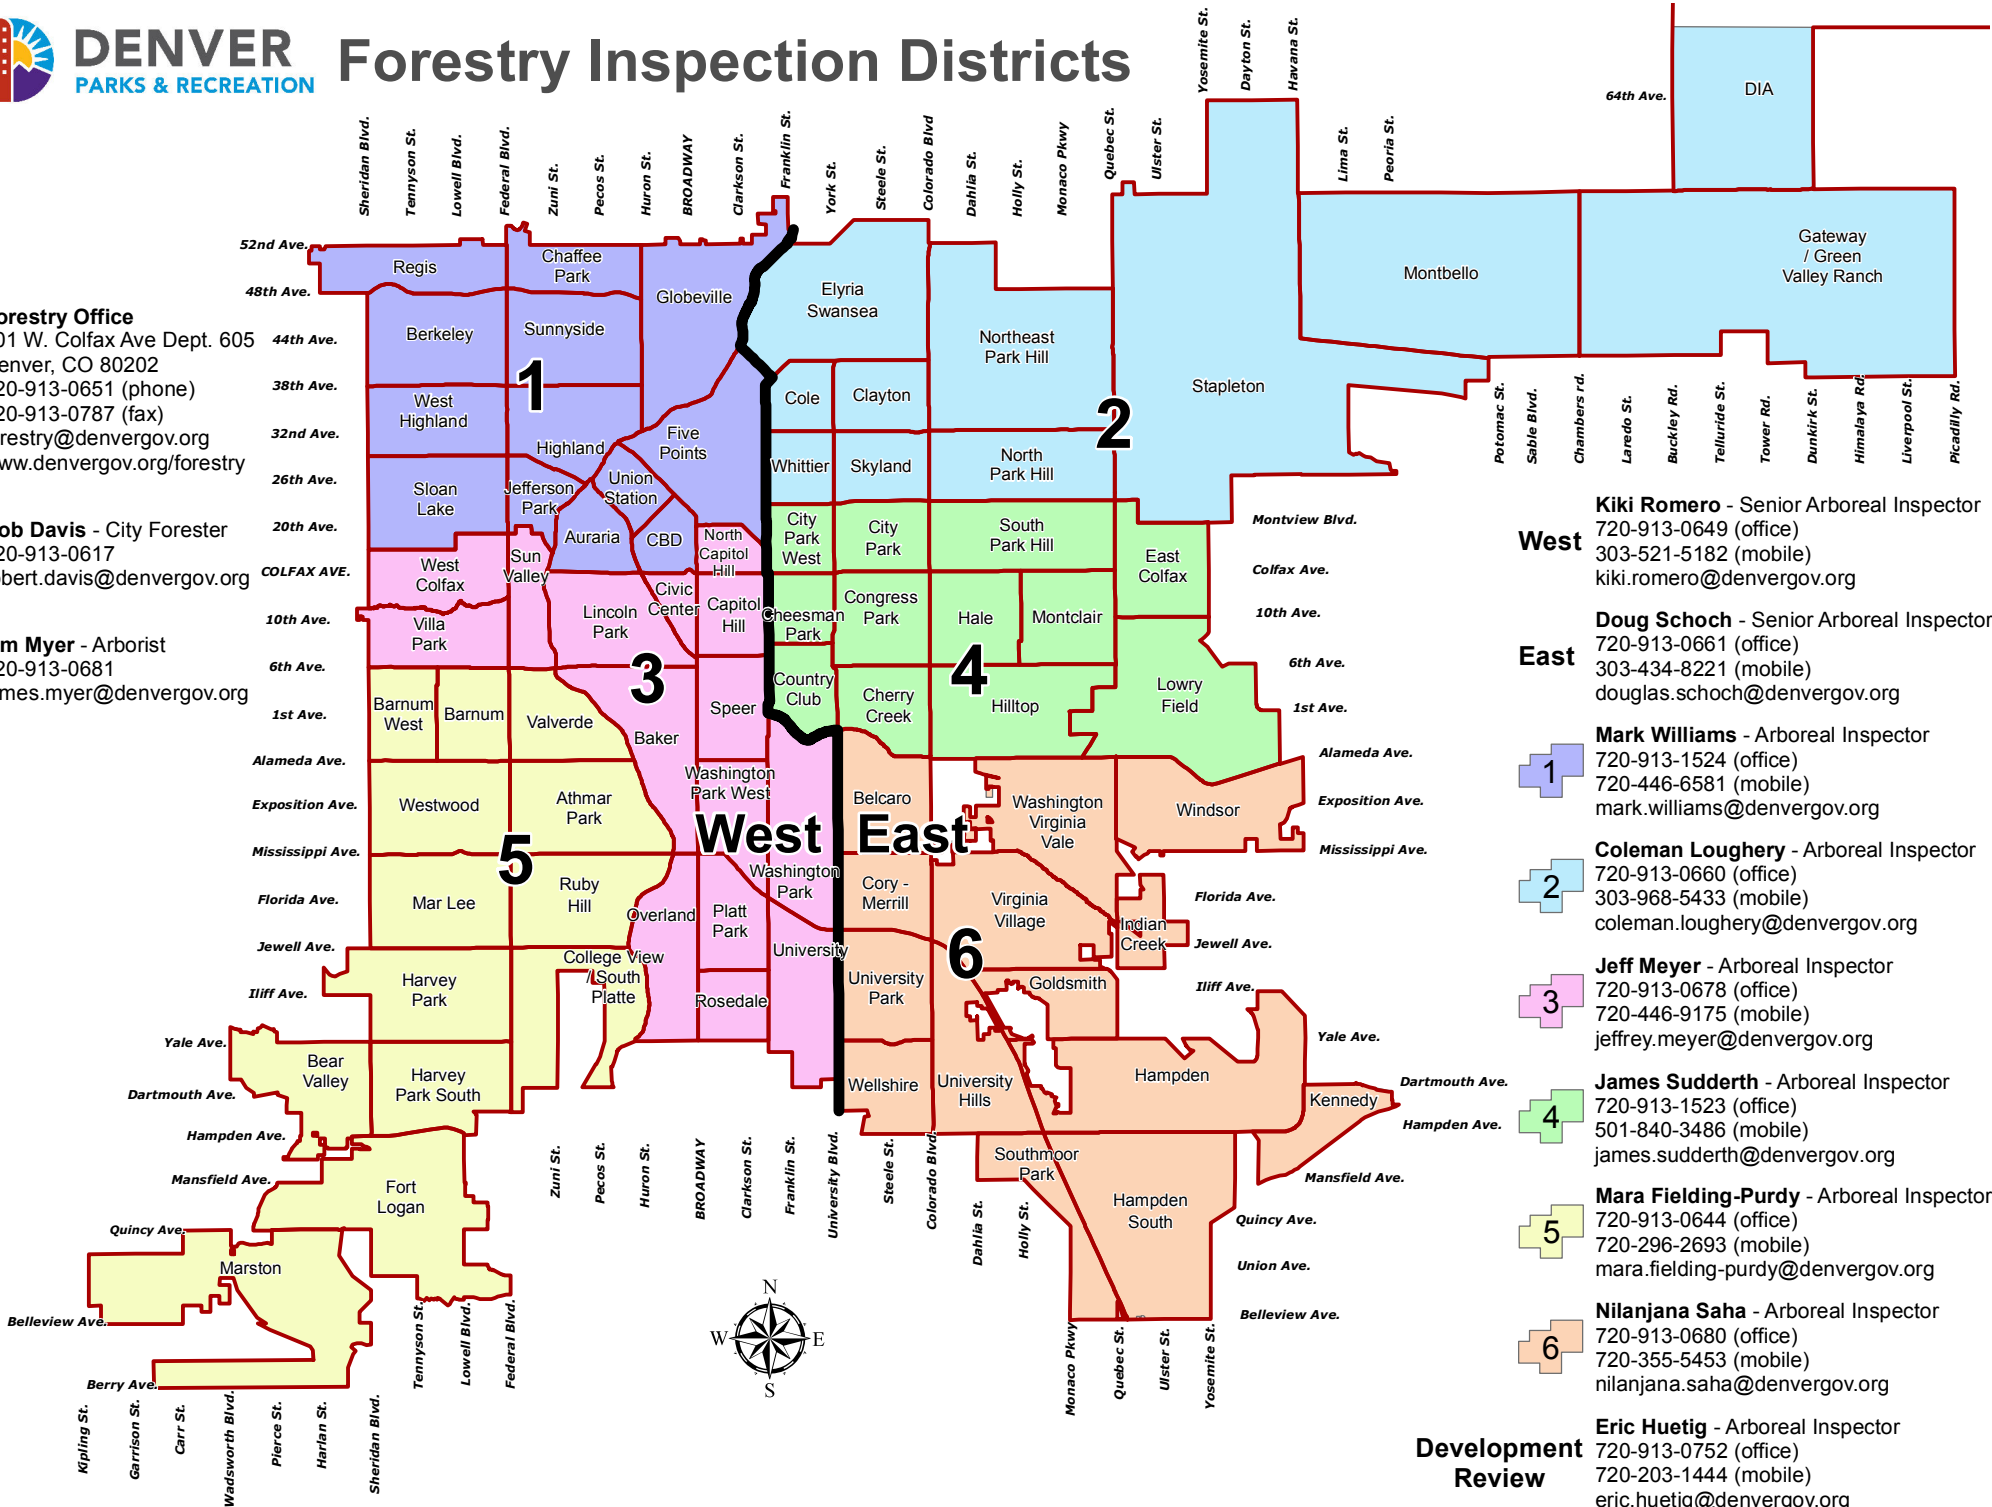 DENVER
PARKS & RECREATION
Forestry Inspection Districts
Sheridan Blvd.
Tennyson St.
Lowell Blvd.
Federal Blvd.
Zuni St.
Pecos St.
Huron St.
BROADWAY
Clarkson St.
Franklin St.
York St.
Steele St.
Colorado Blvd
Dahlia St.
Holly St.
Monaco Pkwy
Quebec St.
Ulster St.
Yosemite St.
Dayton St.
Havana St.
Lima St.
Peoria St.
64th Ave.
DIA
52nd Ave.
48th Ave.
44th Ave.
38th Ave.
32nd Ave.
26th Ave.
20th Ave.
COLFAX AVE.
10th Ave.
6th Ave.
1st Ave.
Alameda Ave.
Exposition Ave.
Mississippi Ave.
Florida Ave.
Jewell Ave.
Iliff Ave.
Yale Ave.
Dartmouth Ave.
Hampden Ave.
Mansfield Ave.
Quincy Ave.
Belleview Ave.
Berry Ave.
orestry Office
01 W. Colfax Ave Dept. 605
enver, CO 80202
20-913-0651 (phone)
20-913-0787 (fax)
restry@denvergov.org
ww.denvergov.org/forestry
ob Davis - City Forester
20-913-0617
bert.davis@denvergov.org
m Myer - Arborist
20-913-0681
mes.myer@denvergov.org
Regis
Chaffee
Park
Globeville
Berkeley
Sunnyside
1
West
Highland
Highland
Five
Points
Union
Station
Sloan
Lake
Jefferson
Park
Auraria
CBD
Elyria
Swansea
Northeast
Park Hill
Cole
Clayton
Whittier
Skyland
North
Park Hill
2
Stapleton
Montbello
Gateway
/ Green
Valley Ranch
Potomac St.
Sable Blvd.
Chambers rd.
Laredo St.
Buckley Rd.
Telluride St.
Tower Rd.
Dunkirk St.
Himalaya Rd.
Liverpool St.
Picadilly Rd.
North
Capitol
Hill
West
Colfax
Sun
Valley
Villa
Park
Lincoln
Park
Civic
Center
Capitol
Hill
3
Speer
Baker
Washington
Park West
West
Washington
Park
Overland
Platt
Park
University
Rosedale
City
Park
West
City
Park
South
Park Hill
East
Colfax
Cheesman
Park
Congress
Park
Hale
Montclair
4
Country
Club
Cherry
Creek
Hilltop
Lowry
Field
Barnum
West
Barnum
Valverde
Westwood
Athmar
Park
5
Mar Lee
Ruby
Hill
Harvey
Park
College View
/ South
Platte
Bear
Valley
Harvey
Park South
Fort
Logan
Marston
Belcaro
East
Washington
Virginia
Vale
Windsor
Cory -
Merrill
Virginia
Village
Indian
Creek
6
University
Park
Goldsmith
Wellshire
University
Hills
Hampden
Kennedy
Southmoor
Park
Hampden
South
Montview Blvd.
Colfax Ave.
10th Ave.
6th Ave.
1st Ave.
Alameda Ave.
Exposition Ave.
Mississippi Ave.
Florida Ave.
Jewell Ave.
Iliff Ave.
Yale Ave.
Dartmouth Ave.
Hampden Ave.
Mansfield Ave.
Quincy Ave.
Union Ave.
Belleview Ave.
Zuni St.
Pecos St.
Huron St.
BROADWAY
Clarkson St.
Franklin St.
University Blvd.
Steele St.
Colorado Blvd.
Dahlia St.
Holly St.
Monaco Pkwy
Quebec St.
Ulster St.
Yosemite St.
Kipling St.
Garrison St.
Carr St.
Wadsworth Blvd.
Pierce St.
Harlan St.
Sheridan Blvd.
Tennyson St.
Lowell Blvd.
Federal Blvd.
N
W
E
S
West
Kiki Romero - Senior Arboreal Inspector
720-913-0649 (office)
303-521-5182 (mobile)
kiki.romero@denvergov.org
East
Doug Schoch - Senior Arboreal Inspector
720-913-0661 (office)
303-434-8221 (mobile)
douglas.schoch@denvergov.org
1
Mark Williams - Arboreal Inspector
720-913-1524 (office)
720-446-6581 (mobile)
mark.williams@denvergov.org
2
Coleman Loughery - Arboreal Inspector
720-913-0660 (office)
303-968-5433 (mobile)
coleman.loughery@denvergov.org
3
Jeff Meyer - Arboreal Inspector
720-913-0678 (office)
720-446-9175 (mobile)
jeffrey.meyer@denvergov.org
4
James Sudderth - Arboreal Inspector
720-913-1523 (office)
501-840-3486 (mobile)
james.sudderth@denvergov.org
5
Mara Fielding-Purdy - Arboreal Inspector
720-913-0644 (office)
720-296-2693 (mobile)
mara.fielding-purdy@denvergov.org
6
Nilanjana Saha - Arboreal Inspector
720-913-0680 (office)
720-355-5453 (mobile)
nilanjana.saha@denvergov.org
Development
Review
Eric Huetig - Arboreal Inspector
720-913-0752 (office)
720-203-1444 (mobile)
eric.huetig@denvergov.org